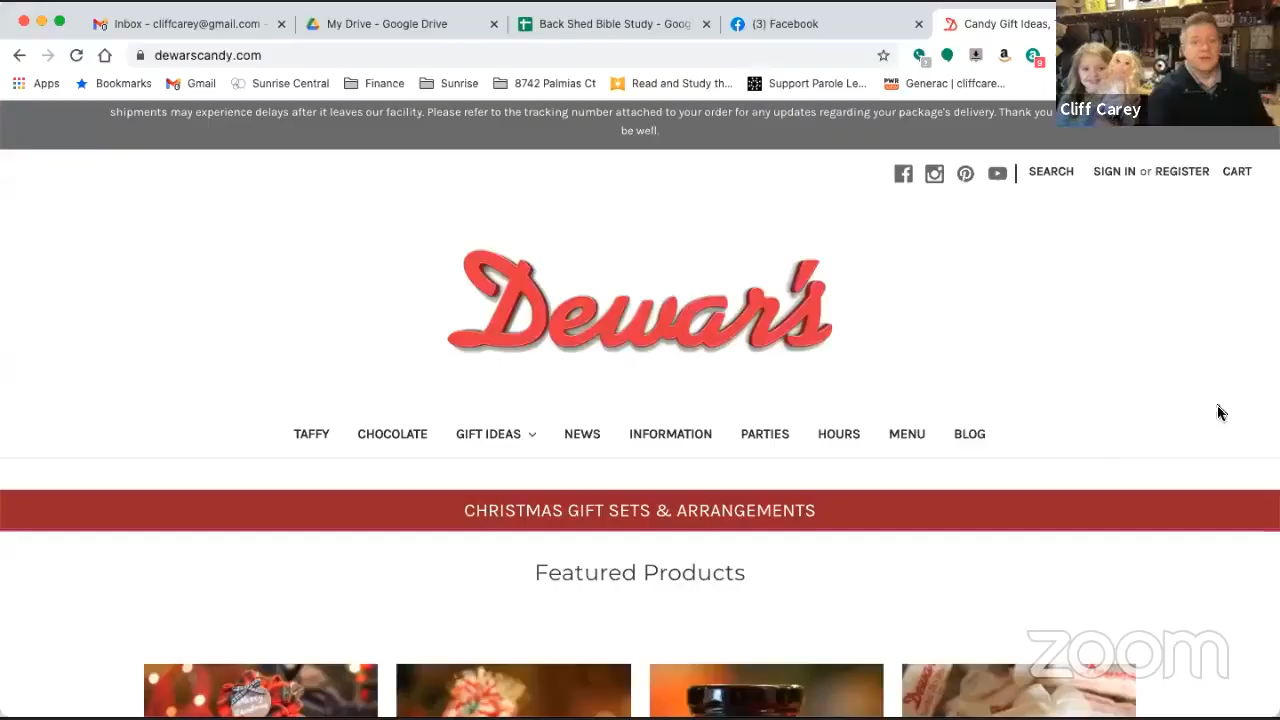 Inbox - cliffcarey@gmail.com -
My Drive - Google Drive
Back Shed Bible Study - Goog
(3) Facebook
Candy Gift Ideas,
dewarscandy.com
Apps
Bookmarks
Gmail
Sunrise Central
Finance
Sunrise
8742 Palmias Ct
Read and Study th...
Support Parole Le...
PWR
Generac | cliffcare...
Cliff Carey
shipments may experience delays after it leaves our facility. Please refer to the tracking number attached to your order for any updates regarding your package's delivery. Thank you
be well.
SEARCH
SIGN IN or REGISTER
CART
Dewar's
TAFFY
CHOCOLATE
GIFT IDEAS
NEWS
INFORMATION
PARTIES
HOURS
MENU
BLOG
CHRISTMAS GIFT SETS & ARRANGEMENTS
Featured Products
zoom